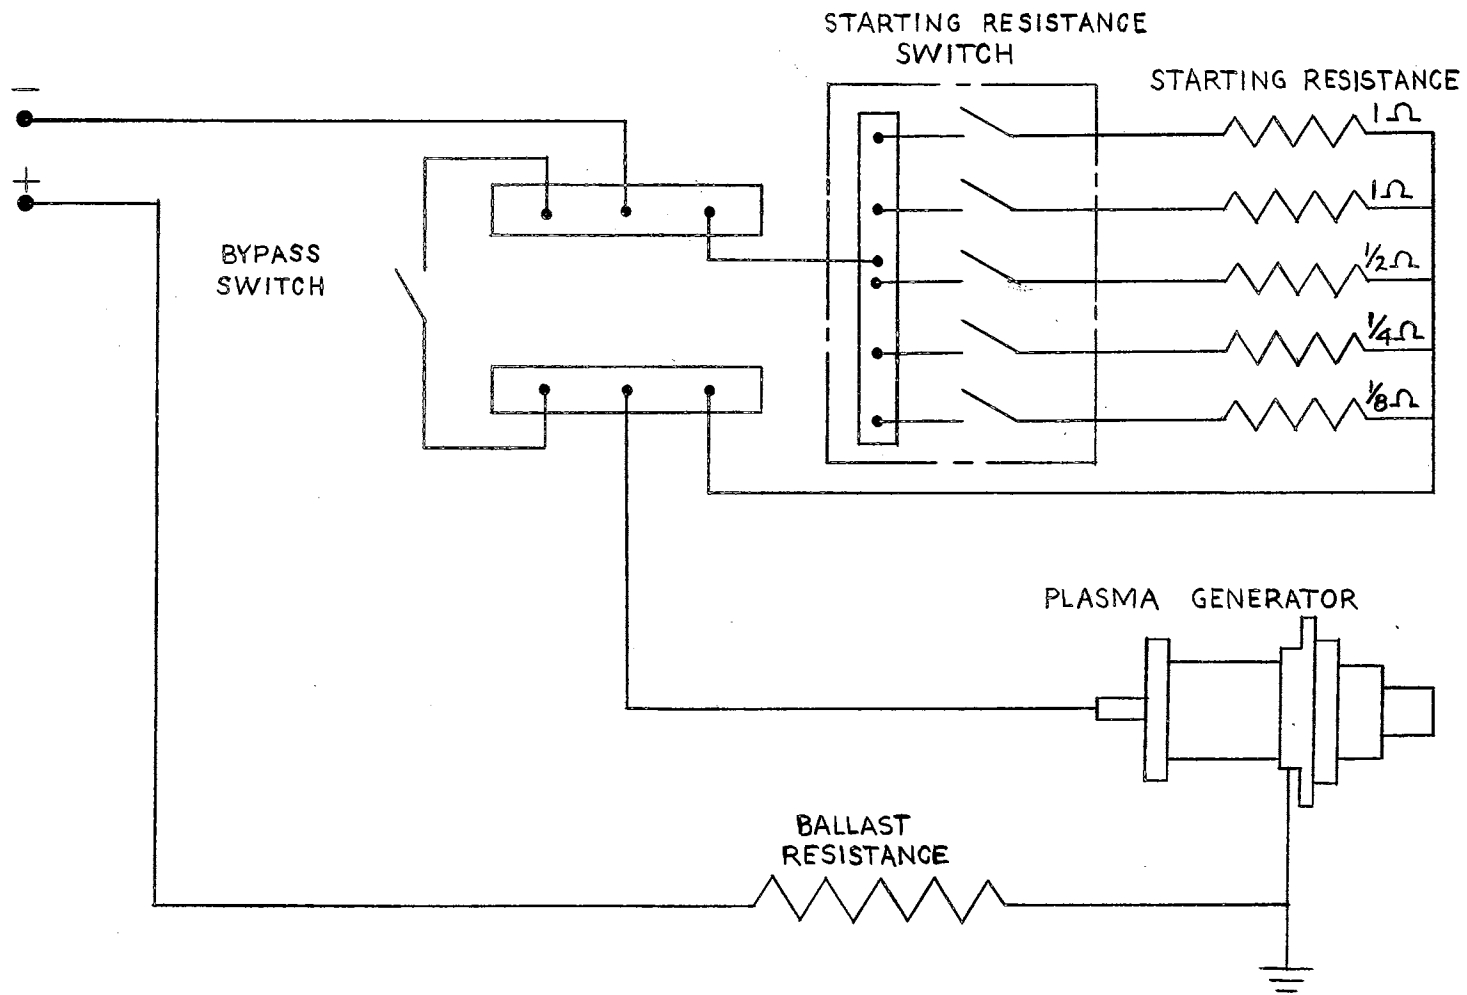 STARTING RESISTANCE
SWITCH
STARTING RESISTANCE
−
+
1Ω
1Ω
1/2Ω
1/4Ω
1/8Ω
BYPASS
SWITCH
PLASMA GENERATOR
BALLAST
RESISTANCE